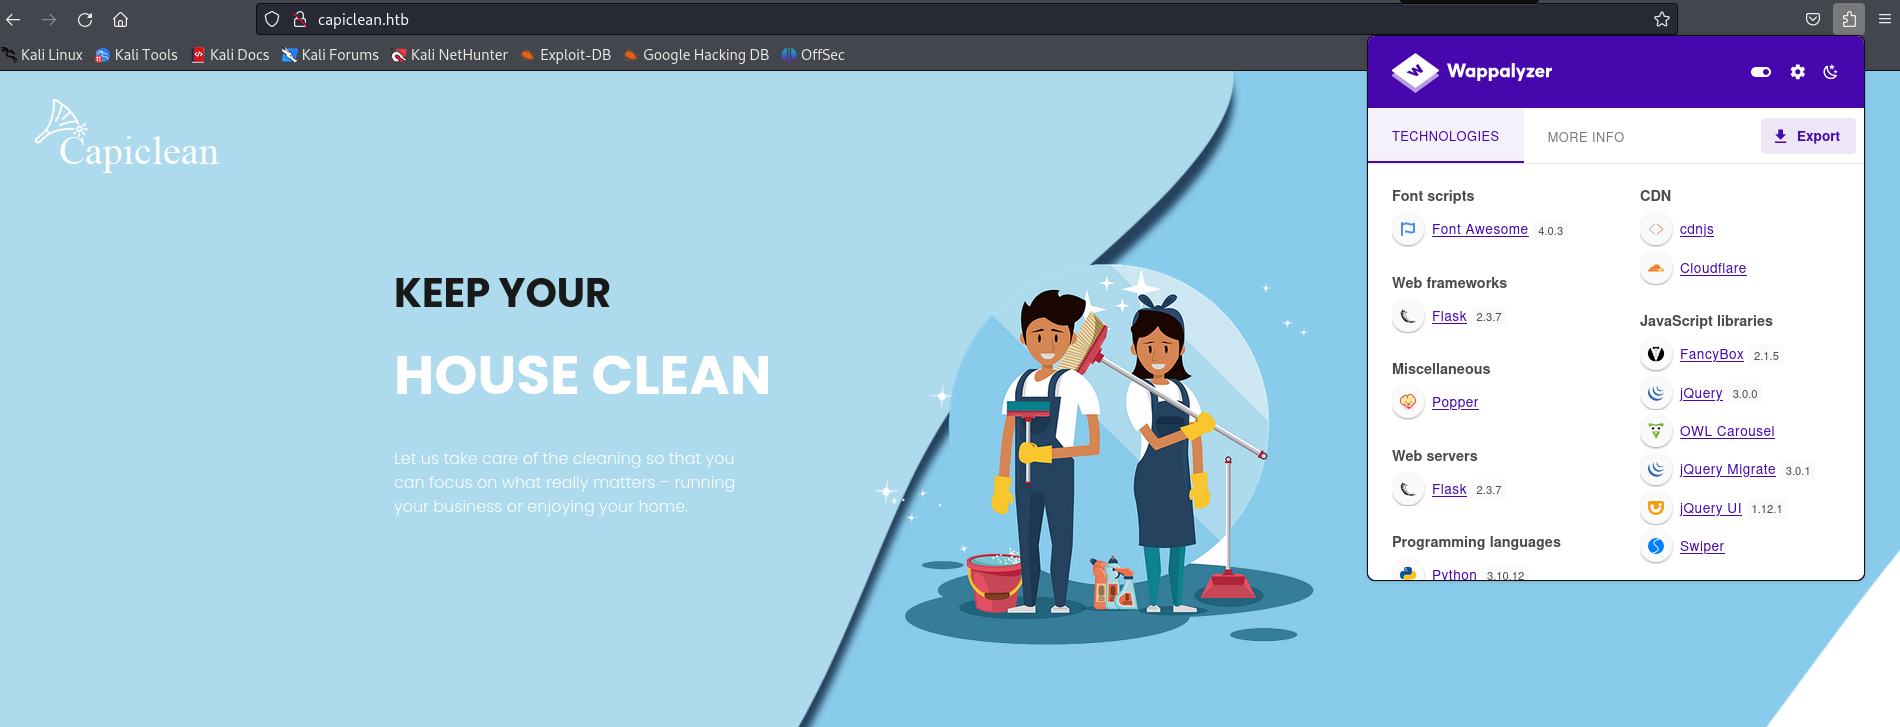 capiclean.htb
Kali Linux Kali Tools Kali Docs Kali Forums Kali NetHunter Exploit-DB Google Hacking DB OffSec
Capiclean
KEEP YOUR
HOUSE CLEAN
Let us take care of the cleaning so that you
can focus on what really matters – running
your business or enjoying your home.
W Wappalyzer
TECHNOLOGIES MORE INFO Export
Font scripts
Font Awesome 4.0.3
Web frameworks
Flask 2.3.7
Miscellaneous
Popper
Web servers
Flask 2.3.7
Programming languages
Python 3.10.12
CDN
cdnjs
Cloudflare
JavaScript libraries
FancyBox 2.1.5
jQuery 3.0.0
OWL Carousel
jQuery Migrate 3.0.1
jQuery UI 1.12.1
Swiper